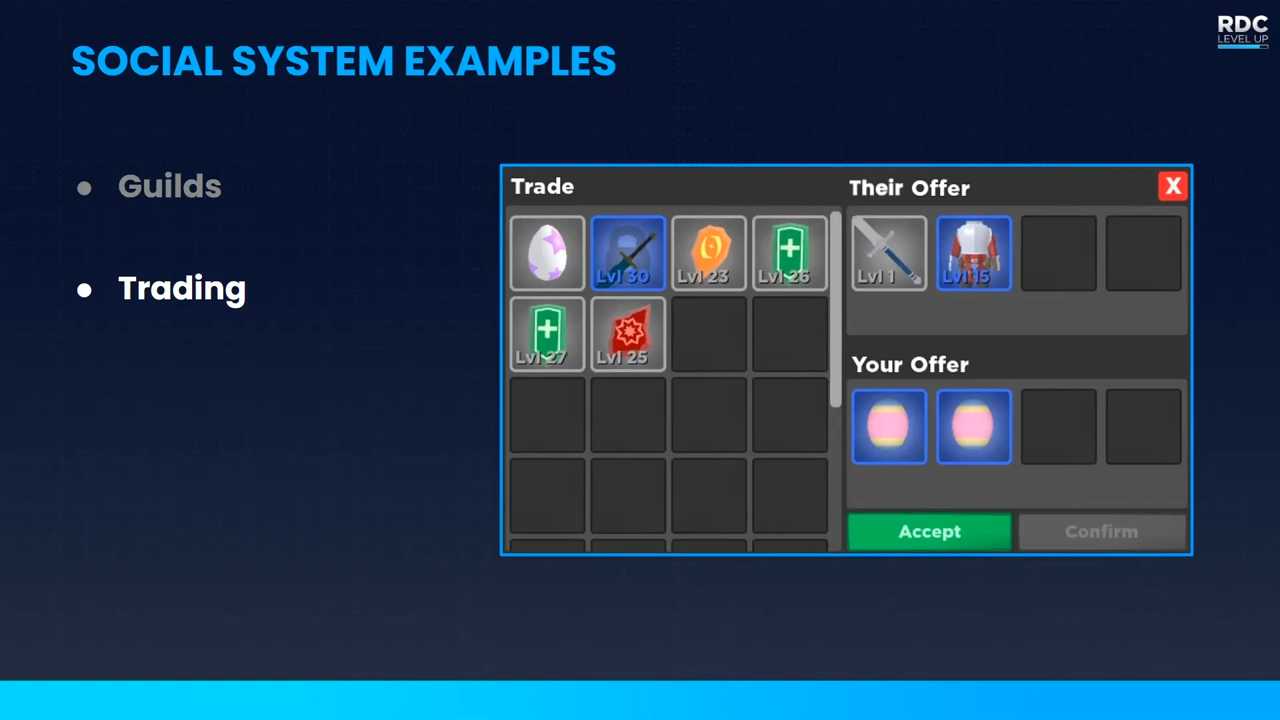 RDC
LEVEL UP
SOCIAL SYSTEM EXAMPLES
● Guilds
● Trading
Trade
Their Offer
X
Lvl 30
Lvl 23
Lvl 26
Lvl 1
Lvl 15
Lvl 27
Lvl 25
Your Offer
Accept
Confirm